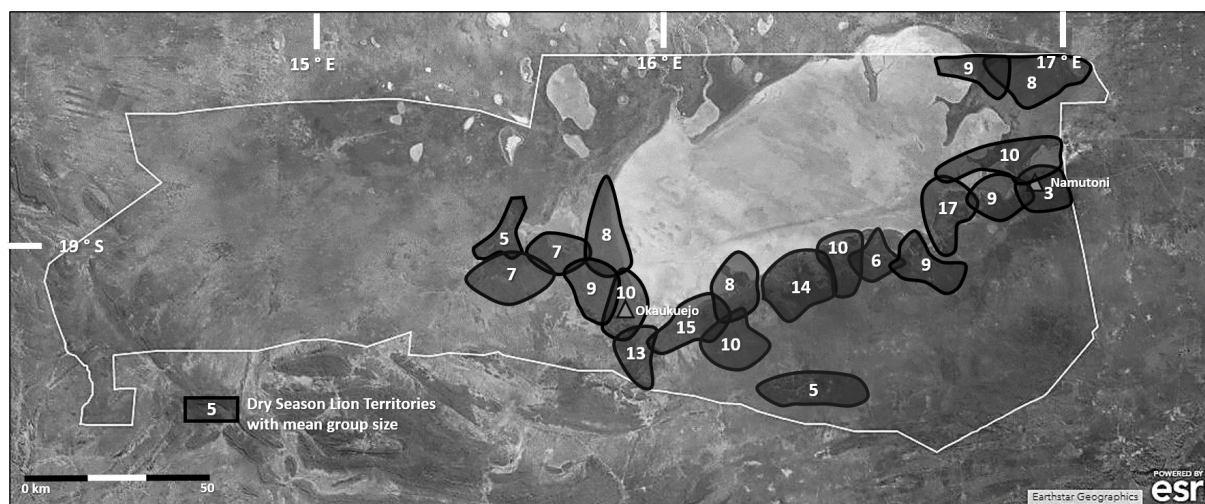 15 ° E
16 ° E
17 ° E
9
8
10
Namutoni
3
9
17
19 ° S
5
7
8
7
9
10
Okaukuejo
8
14
10
6
9
15
13
10
5
5
Dry Season Lion Territories
with mean group size
0 km
50
Earthstar Geographics
POWERED BY
esr